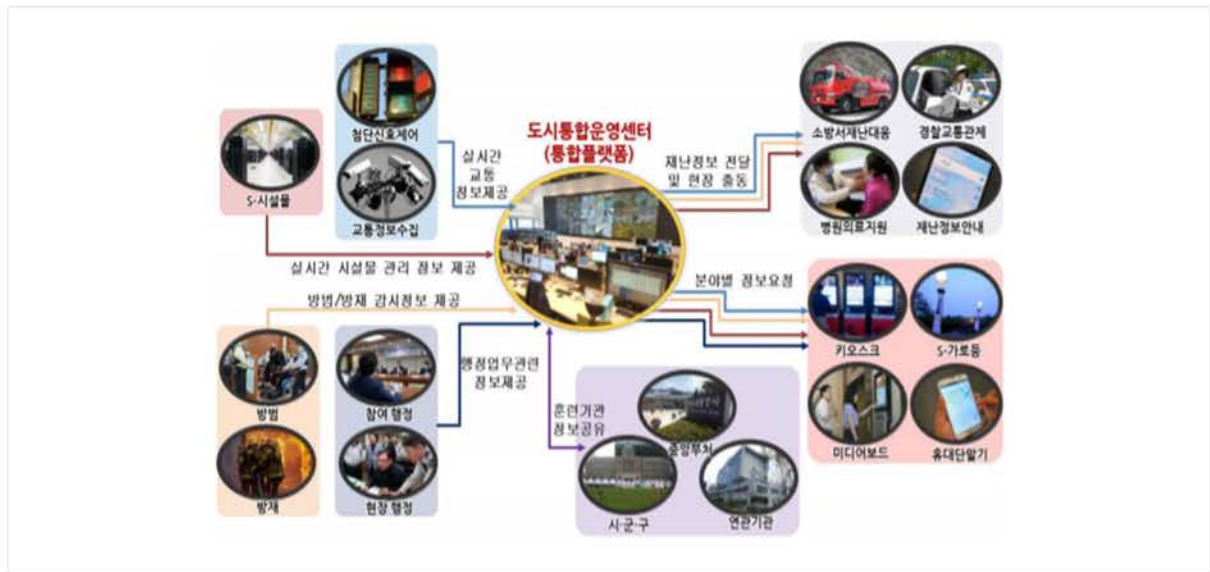 첨단신호제어
교통정보수집
S-시설물
실시간
교통
정보제공
도시통합운영센터
(통합플랫폼)
재난정보 전달
및 현장 출동
소방서재난대응
경찰교통관제
병원의료지원
재난정보안내
실시간 시설물 관리 정보 제공
방범/방재 감시정보 제공
분야별 정보요청
키오스크
S-가로등
미디어보드
휴대단말기
방범
방재
참여 행정
현장 행정
행정업무관련
정보제공
훈련기관
정보공유
중앙부처
시·군·구
연관기관